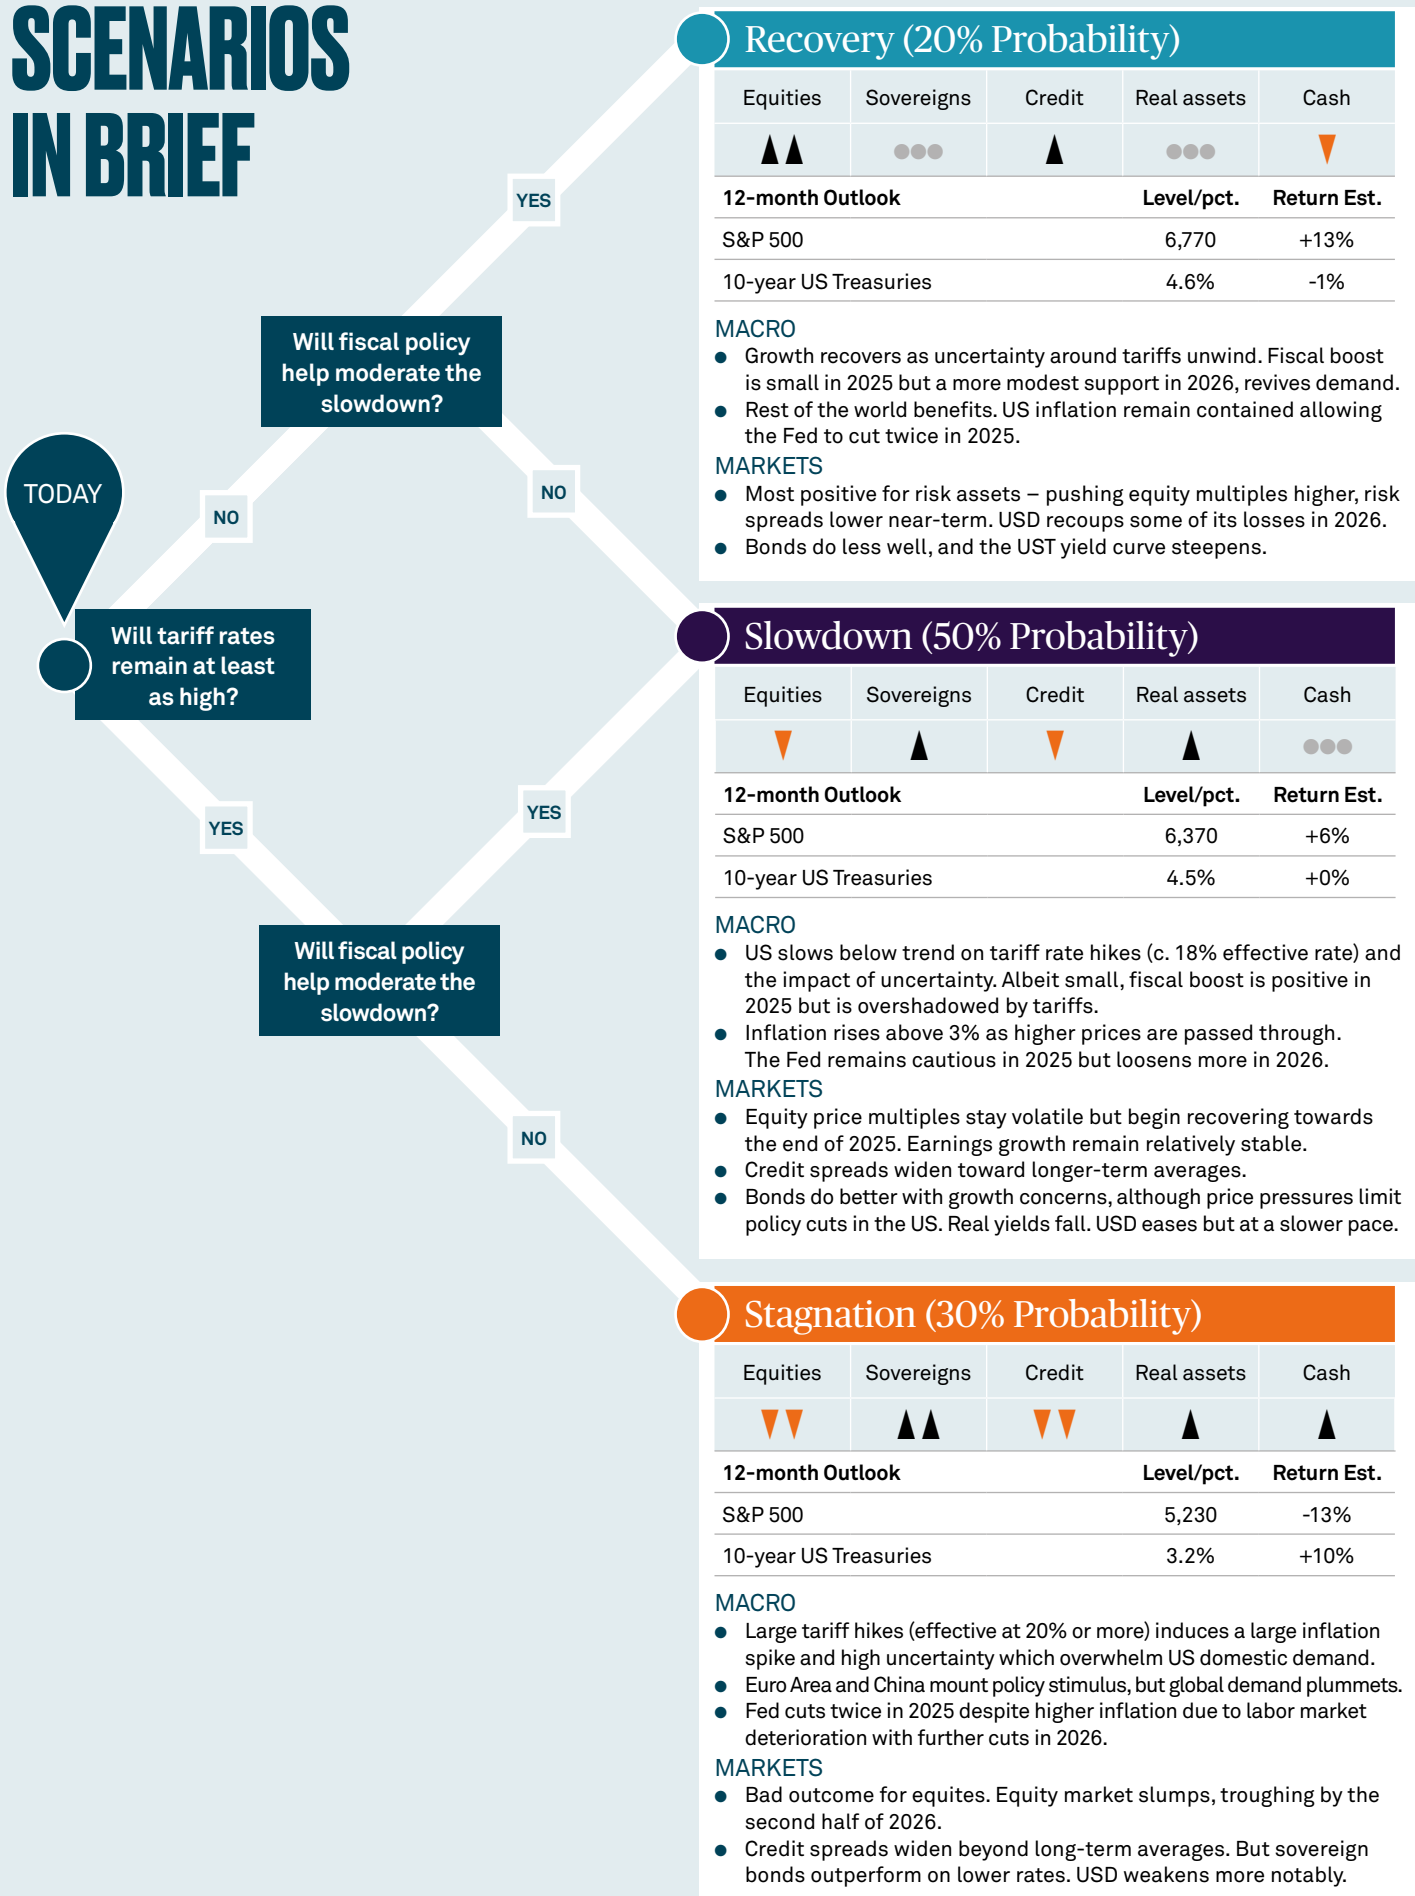 SCENARIOS
IN BRIEF
TODAY
Will tariff rates
remain at least
as high?
NO
YES
Will fiscal policy
help moderate the
slowdown?
YES
NO
Will fiscal policy
help moderate the
slowdown?
YES
NO
Recovery (20% Probability)
Equities Sovereigns Credit Real assets Cash
12-month Outlook Level/pct. Return Est.
S&P 500 6,770 +13%
10-year US Treasuries 4.6% -1%
MACRO
Growth recovers as uncertainty around tariffs unwind. Fiscal boost
is small in 2025 but a more modest support in 2026, revives demand.
Rest of the world benefits. US inflation remain contained allowing
the Fed to cut twice in 2025.
MARKETS
Most positive for risk assets – pushing equity multiples higher, risk
spreads lower near-term. USD recoups some of its losses in 2026.
Bonds do less well, and the UST yield curve steepens.
Slowdown (50% Probability)
Equities Sovereigns Credit Real assets Cash
12-month Outlook Level/pct. Return Est.
S&P 500 6,370 +6%
10-year US Treasuries 4.5% +0%
MACRO
US slows below trend on tariff rate hikes (c. 18% effective rate) and
the impact of uncertainty. Albeit small, fiscal boost is positive in
2025 but is overshadowed by tariffs.
Inflation rises above 3% as higher prices are passed through.
The Fed remains cautious in 2025 but loosens more in 2026.
MARKETS
Equity price multiples stay volatile but begin recovering towards
the end of 2025. Earnings growth remain relatively stable.
Credit spreads widen toward longer-term averages.
Bonds do better with growth concerns, although price pressures limit
policy cuts in the US. Real yields fall. USD eases but at a slower pace.
Stagnation (30% Probability)
Equities Sovereigns Credit Real assets Cash
12-month Outlook Level/pct. Return Est.
S&P 500 5,230 -13%
10-year US Treasuries 3.2% +10%
MACRO
Large tariff hikes (effective at 20% or more) induces a large inflation
spike and high uncertainty which overwhelm US domestic demand.
Euro Area and China mount policy stimulus, but global demand plummets.
Fed cuts twice in 2025 despite higher inflation due to labor market
deterioration with further cuts in 2026.
MARKETS
Bad outcome for equites. Equity market slumps, troughing by the
second half of 2026.
Credit spreads widen beyond long-term averages. But sovereign
bonds outperform on lower rates. USD weakens more notably.